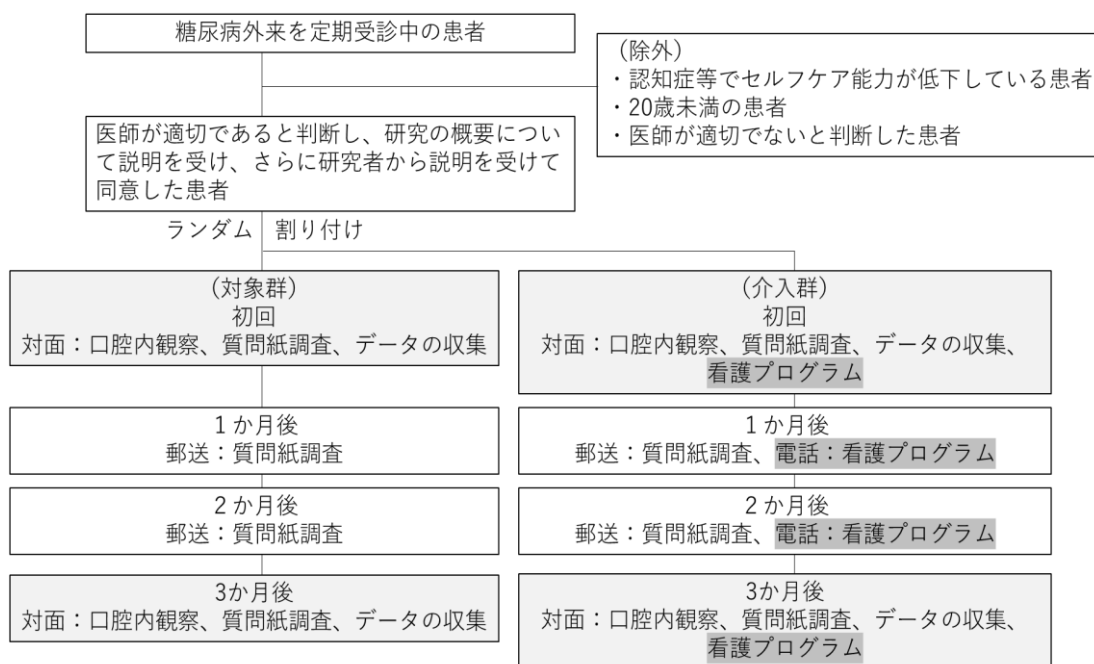 糖尿病外来を定期受診中の患者
(除外)
・認知症等でセルフケア能力が低下している患者
・20歳未満の患者
・医師が適切でないと判断した患者
医師が適切であると判断し、研究の概要につい
て説明を受け、さらに研究者から説明を受けて
同意した患者
ランダム 割り付け
(対象群)
初回
対面：口腔内観察、質問紙調査、データの収集
(介入群)
初回
対面：口腔内観察、質問紙調査、データの収集、
看護プログラム
1か月後
郵送：質問紙調査
1か月後
郵送：質問紙調査、電話：看護プログラム
2か月後
郵送：質問紙調査
2か月後
郵送：質問紙調査、電話：看護プログラム
3か月後
対面：口腔内観察、質問紙調査、データの収集
3か月後
対面：口腔内観察、質問紙調査、データの収集、
看護プログラム